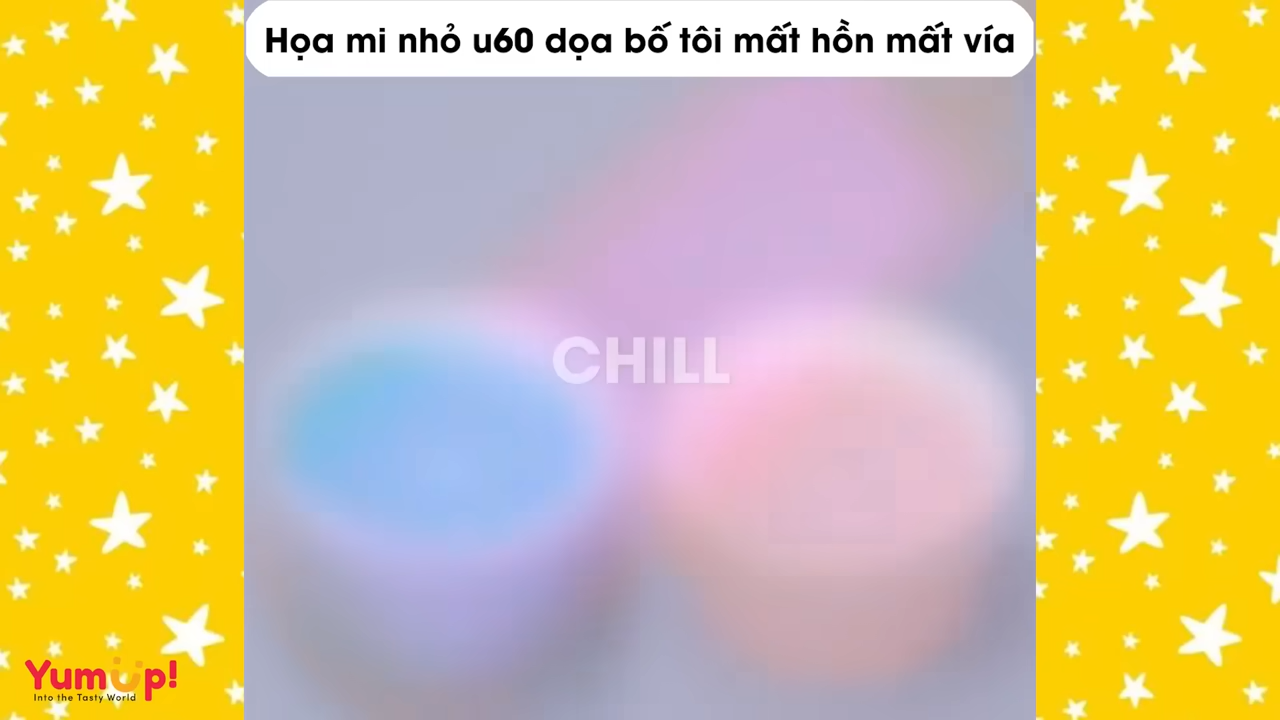 Họa mi nhỏ u60 dọa bố tôi mất hồn mất vía
CHILL
YumUp!
Into the Tasty World